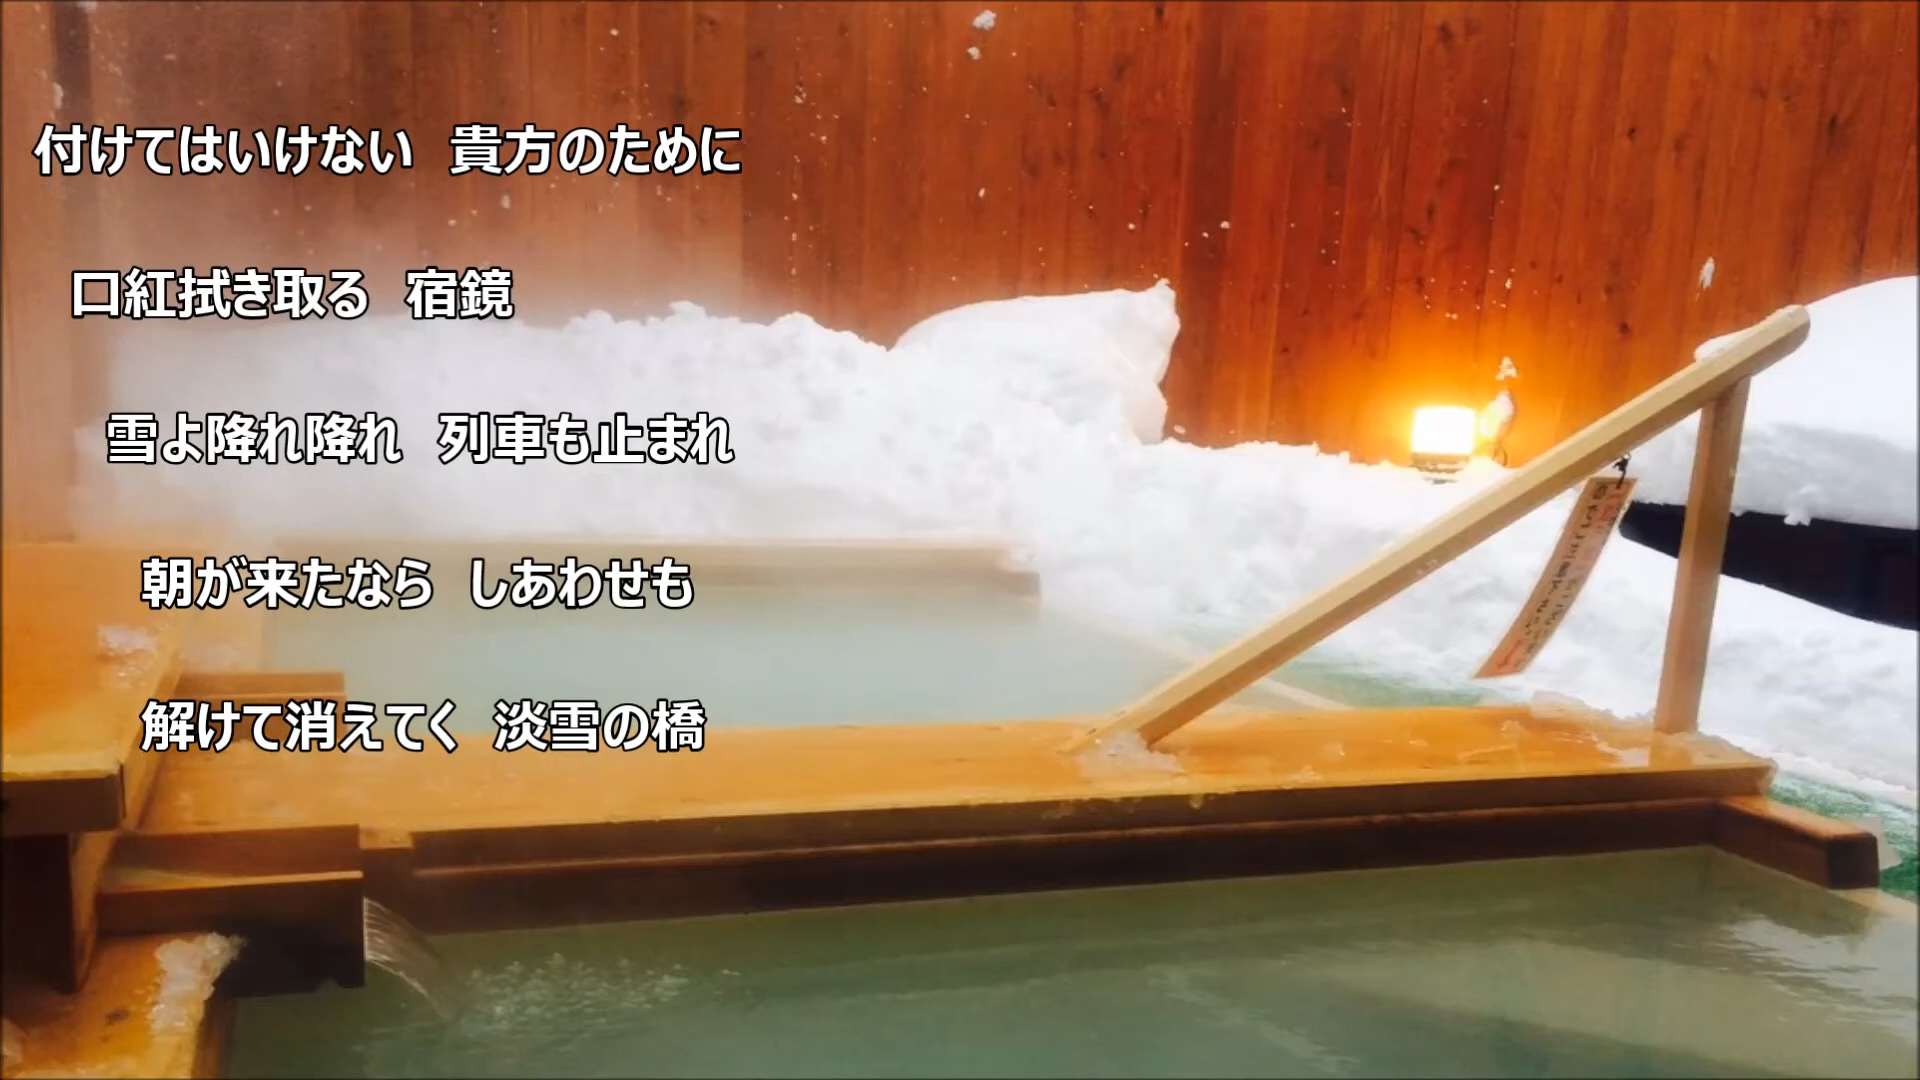 付けてはいけない　貴方のために
口紅拭き取る　宿鏡
雪よ降れ降れ　列車も止まれ
朝が来たなら　しあわせも
解けて消えてく　淡雪の橋